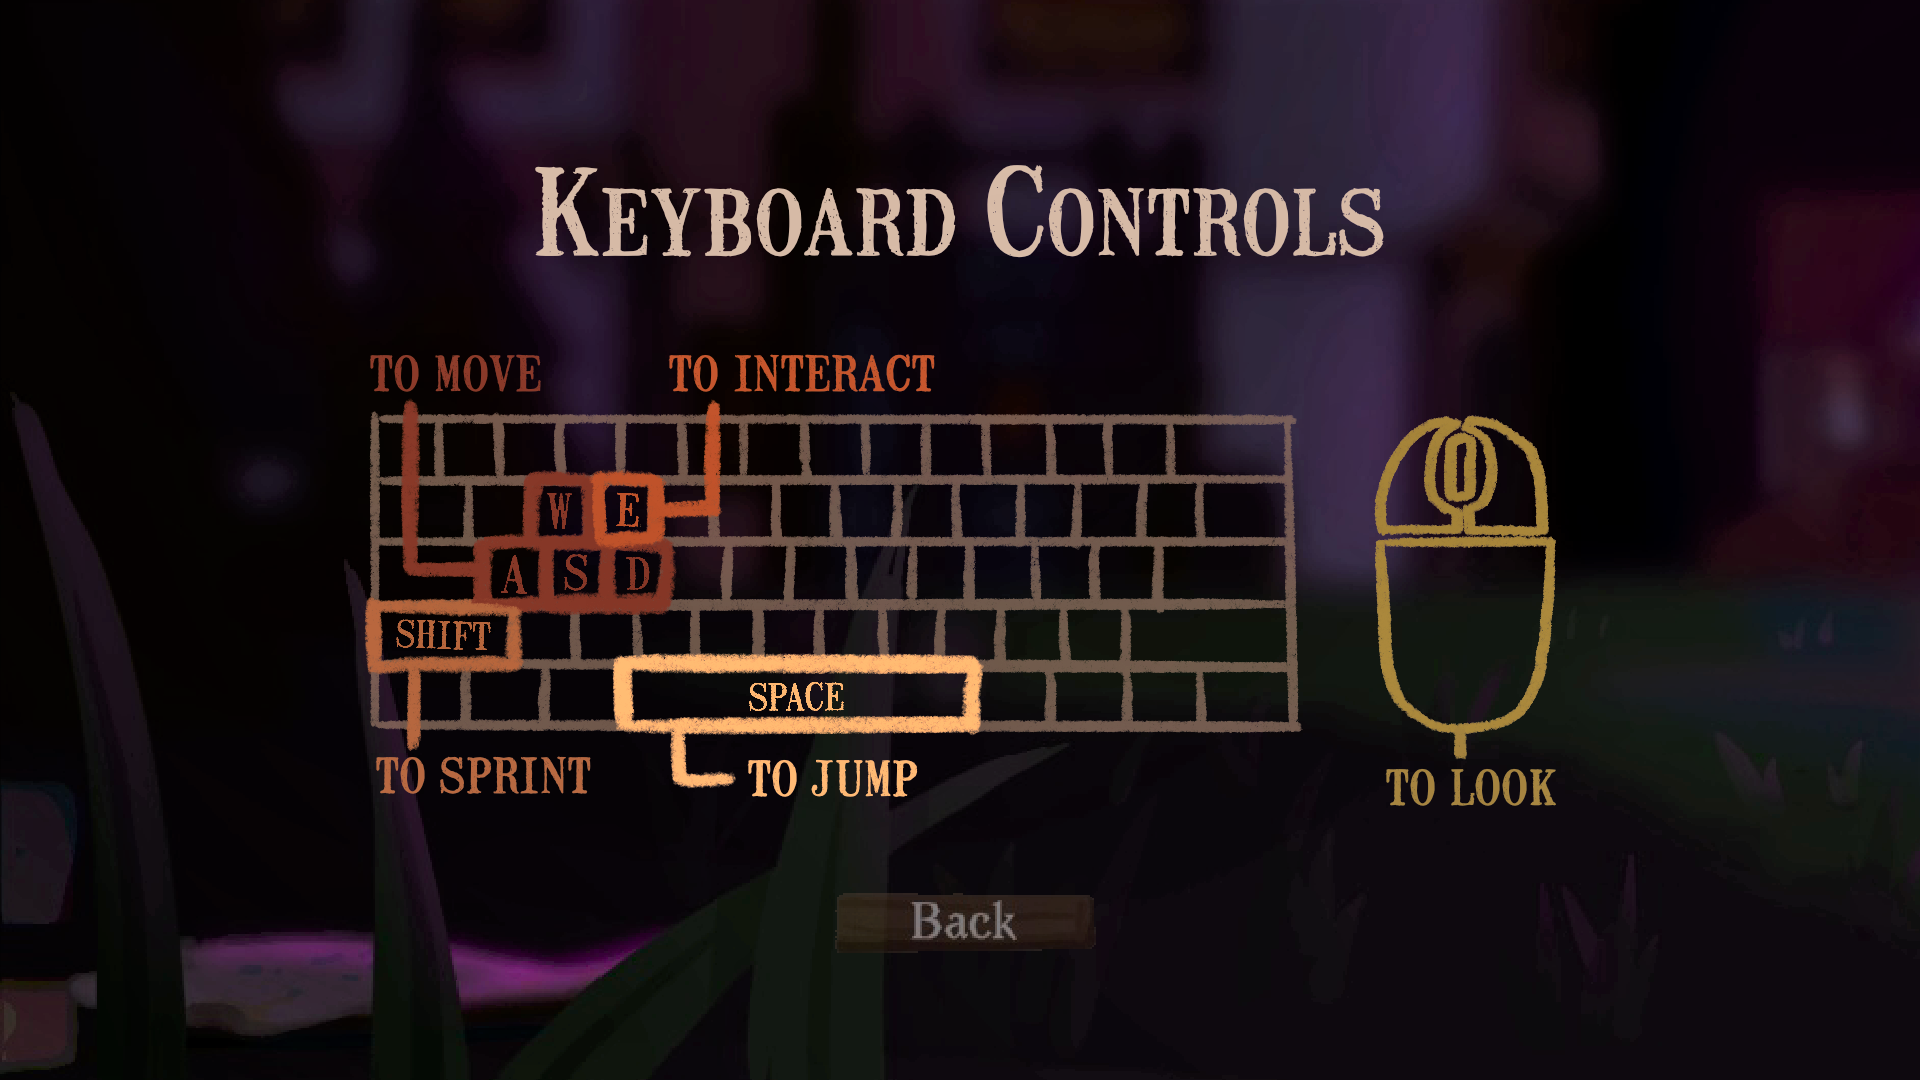 KEYBOARD CONTROLS
TO MOVE
TO INTERACT
W E
A S D
SHIFT
SPACE
TO SPRINT
TO JUMP
TO LOOK
Back